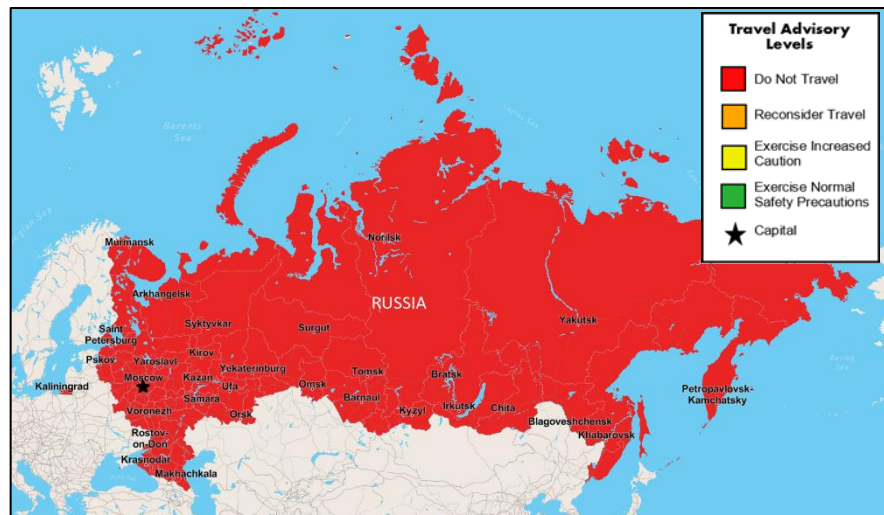 Travel Advisory
Levels
Do Not Travel
Reconsider Travel
Exercise Increased
Caution
Exercise Normal
Safety Precautions
Capital
Barents
Sea
Murmansk
Norilsk
Arkhangelsk
RUSSIA
Yakutsk
Syktyvkar
Surgut
Saint
Petersburg
Pskov
Yaroslavl
Kirov
Yekaterinburg
Kaliningrad
Moscow
Kazan
Ufa
Omsk
Tomsk
Bratsk
Petropavlovsk-
Kamchatsky
Samara
Barnaul
Voronezh
Orsk
Kyzyl
Irkutsk
Chita
Blagoveshchensk
Khabarovsk
Rostov-
on-Don
Krasnodar
Makhachkala